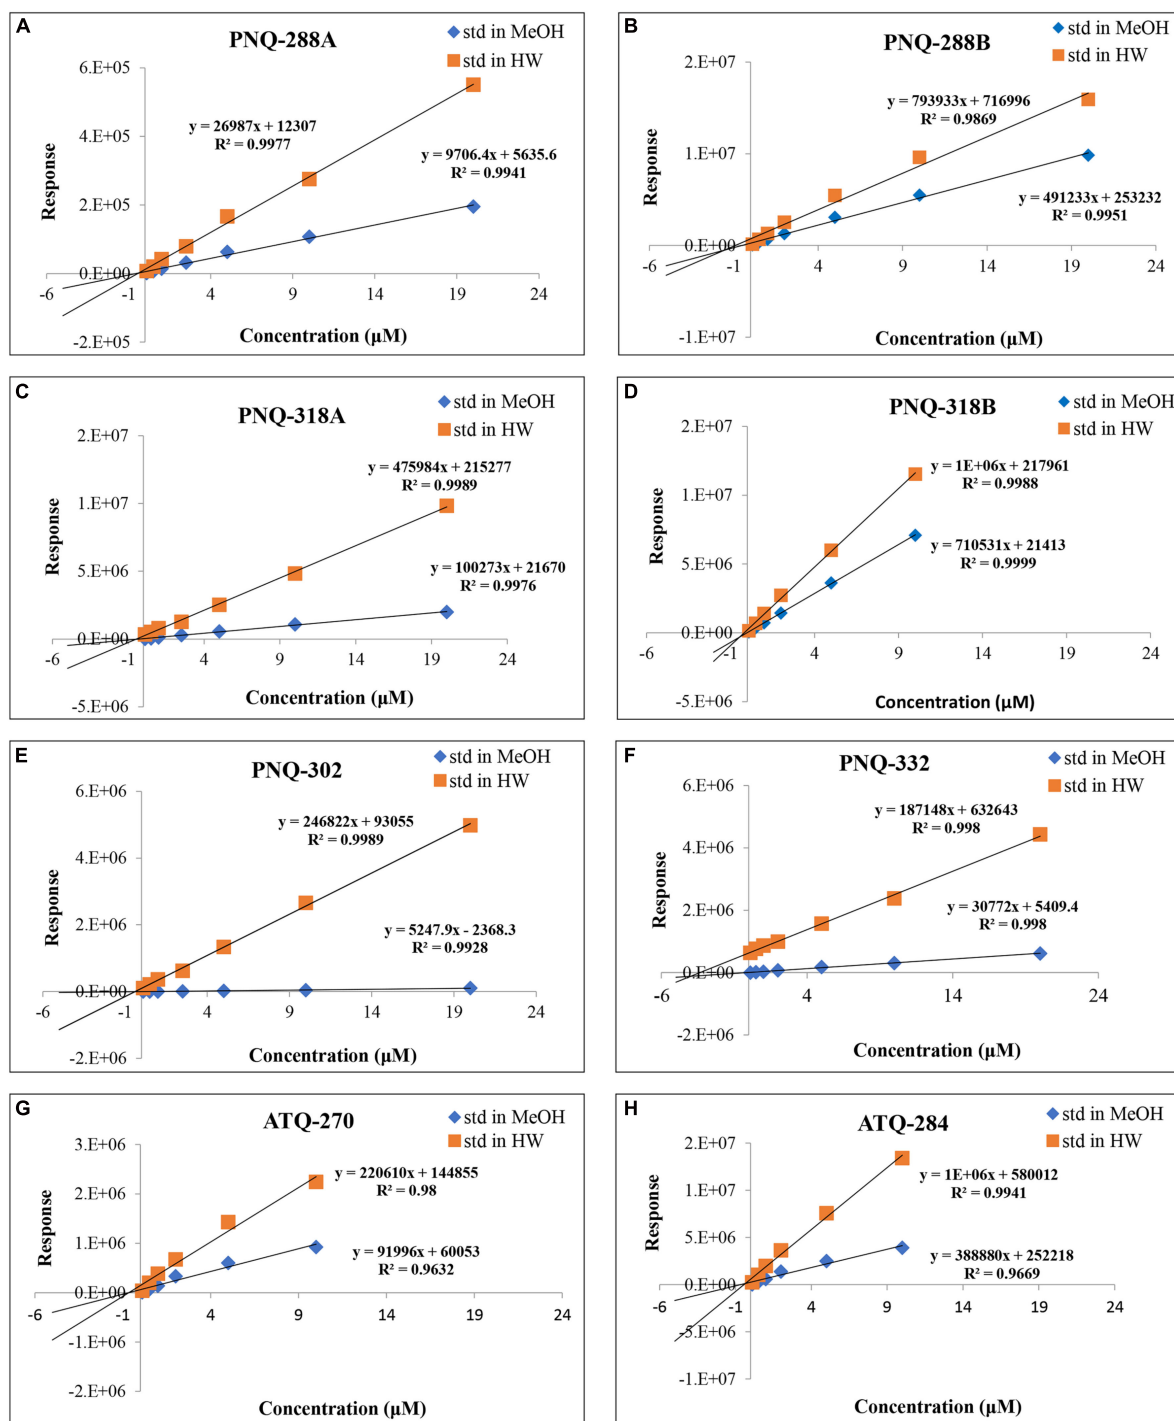 A
PNQ-288A
std in MeOH
std in HW
6.E+05
4.E+05
2.E+05
0.E+00
-2.E+05
Response
y = 26987x + 12307
R² = 0.9977
y = 9706.4x + 5635.6
R² = 0.9941
-6 -1 4 9 14 19 24
Concentration (µM)
B
PNQ-288B
std in MeOH
std in HW
2.E+07
1.E+07
0.E+00
-1.E+07
Response
y = 793933x + 716996
R² = 0.9869
y = 491233x + 253232
R² = 0.9951
-6 -1 4 9 14 19 24
Concentration (µM)
C
PNQ-318A
std in MeOH
std in HW
2.E+07
1.E+07
5.E+06
0.E+00
-5.E+06
Response
y = 475984x + 215277
R² = 0.9989
y = 100273x + 21670
R² = 0.9976
-6 -1 4 9 14 19 24
Concentration (µM)
D
PNQ-318B
std in MeOH
std in HW
2.E+07
1.E+07
5.E+06
0.E+00
-5.E+06
Response
y = 1E+06x + 217961
R² = 0.9988
y = 710531x + 21413
R² = 0.9999
-6 -1 4 9 14 19 24
Concentration (µM)
E
PNQ-302
std in MeOH
std in HW
6.E+06
4.E+06
2.E+06
0.E+00
-2.E+06
Response
y = 246822x + 93055
R² = 0.9989
y = 5247.9x - 2368.3
R² = 0.9928
-6 -1 4 9 14 19 24
Concentration (µM)
F
PNQ-332
std in MeOH
std in HW
6.E+06
4.E+06
2.E+06
0.E+00
-2.E+06
Response
y = 187148x + 632643
R² = 0.998
y = 30772x + 5409.4
R² = 0.998
-6 4 14 24
Concentration (µM)
G
ATQ-270
std in MeOH
std in HW
3.E+06
2.E+06
1.E+06
0.E+00
-1.E+06
-2.E+06
Response
y = 220610x + 144855
R² = 0.98
y = 91996x + 60053
R² = 0.9632
-6 -1 4 9 14 19 24
Concentration (µM)
H
ATQ-284
std in MeOH
std in HW
2.E+07
1.E+07
5.E+06
0.E+00
-5.E+06
-1.E+07
Response
y = 1E+06x + 580012
R² = 0.9941
y = 388880x + 252218
R² = 0.9669
-6 -1 4 9 14 19 24
Concentration (µM)